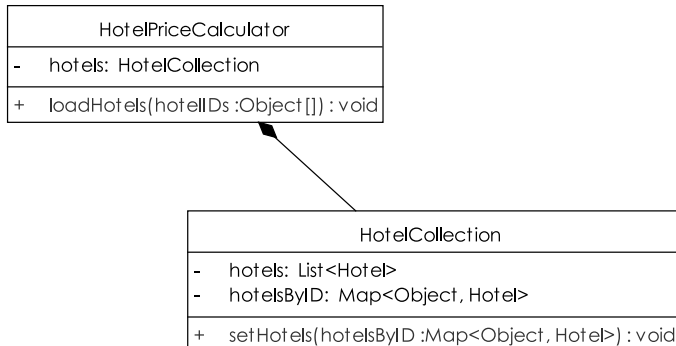 HotelPriceCalculator
- hotels: HotelCollection
+ loadHotels(hotelIDs :Object[]) : void
HotelCollection
- hotels: List<Hotel>
- hotelsByID: Map<Object, Hotel>
+ setHotels(hotelsByID :Map<Object, Hotel>) : void